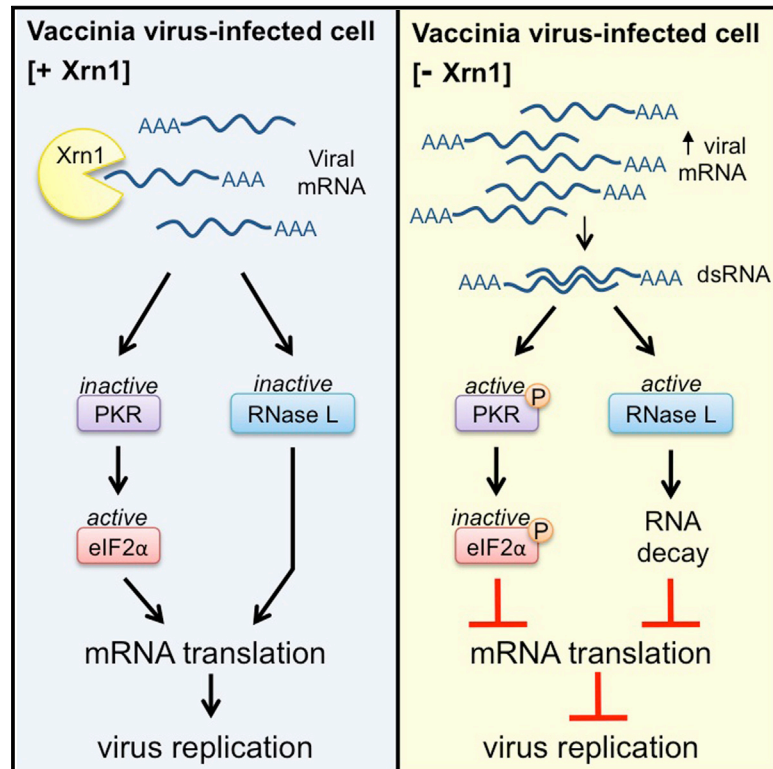 Vaccinia virus-infected cell
[+ Xrn1]
AAA
Xrn1
Viral
mRNA
AAA
AAA
inactive
PKR
inactive
RNase L
active
eIF2α
mRNA translation
virus replication
Vaccinia virus-infected cell
[- Xrn1]
AAA
AAA
viral
mRNA
AAA
AAA
AAA
dsRNA
AAA
AAA
active
PKR
P
active
RNase L
inactive
eIF2α
P
RNA
decay
mRNA translation
virus replication